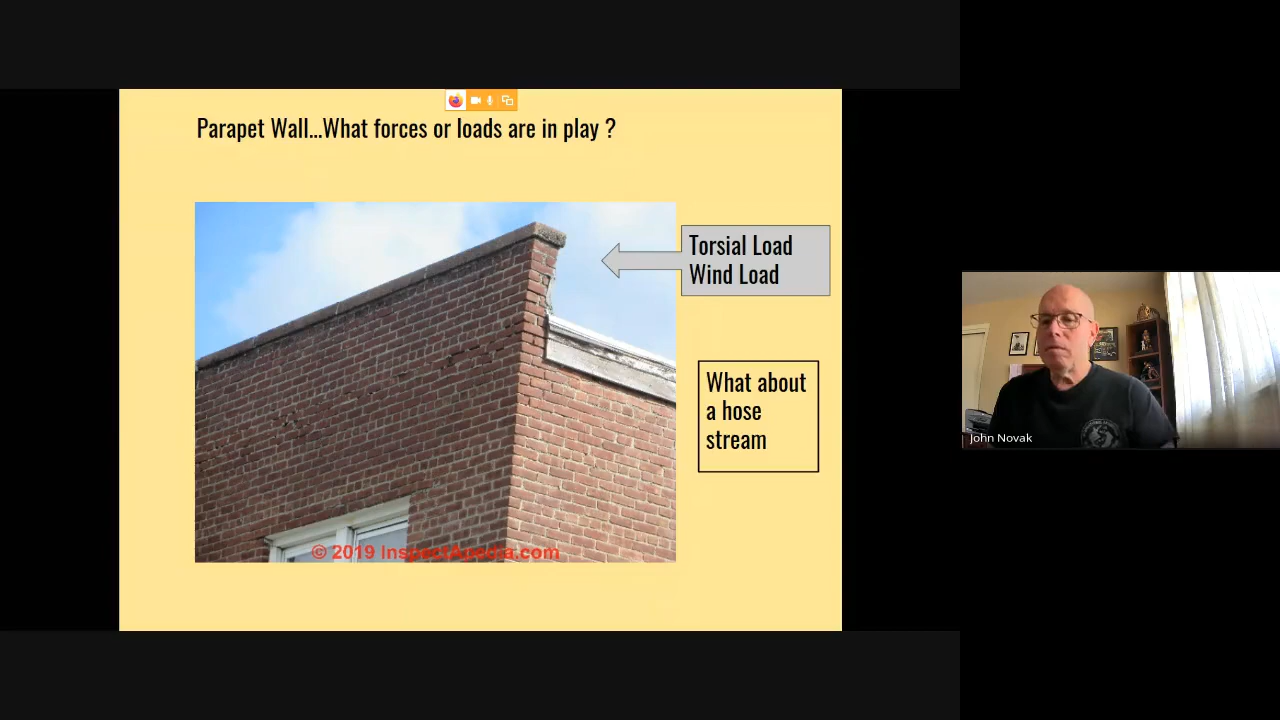 Parapet Wall...What forces or loads are in play ?
Torsial Load
Wind Load
What about
a hose
stream
© 2019 InspectApedia.com
John Novak